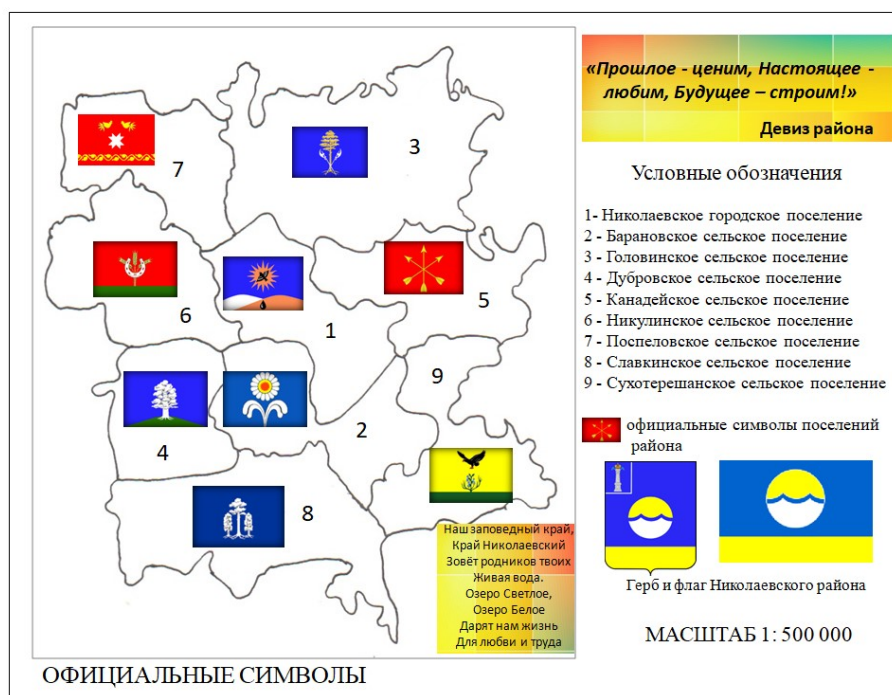 «Прошлое - ценим, Настоящее -
любим, Будущее – строим!»
Девиз района
Условные обозначения
1- Николаевское городское поселение
2 - Барановское сельское поселение
3 - Головинское сельское поселение
4 - Дубровское сельское поселение
5 - Канадейское сельское поселение
6 - Никулинское сельское поселение
7 - Поспеловское сельское поселение
8 - Славкинское сельское поселение
9 - Сухотерешанское сельское поселение
официальные символы поселений
района
Герб и флаг Николаевского района
МАСШТАБ 1: 500 000
7
3
6
1
5
9
4
2
8
Наш заповедный край,
Край Николаевский
Зовёт родников твоих
Живая вода.
Озеро Светлое,
Озеро Белое
Дарят нам жизнь
Для любви и труда
ОФИЦИАЛЬНЫЕ СИМВОЛЫ